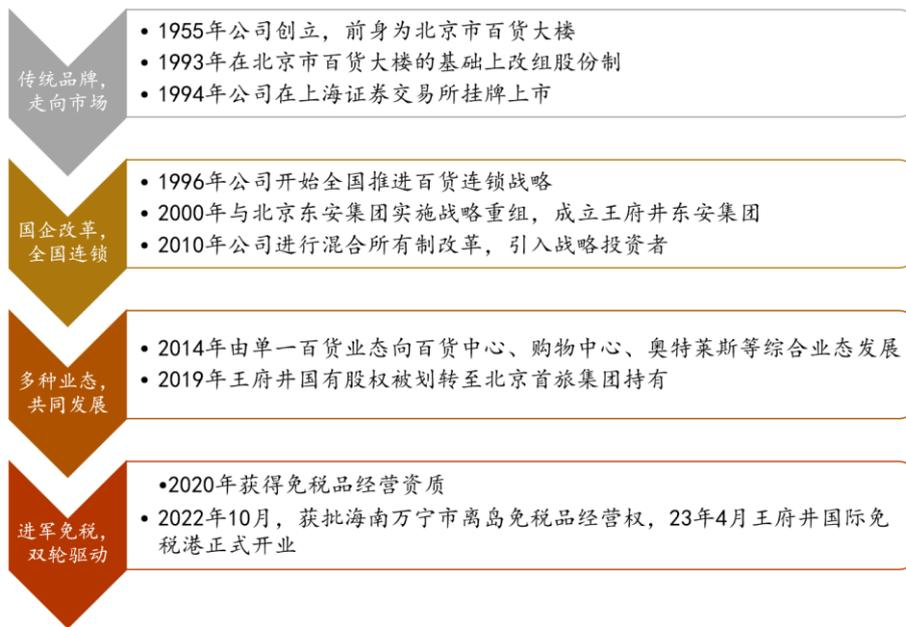 传统品牌,
走向市场
• 1955年公司创立，前身为北京市百货大楼
• 1993年在北京市百货大楼的基础上改组股份制
• 1994年公司在上海证券交易所挂牌上市
国企改革,
全国连锁
• 1996年公司开始全国推进百货连锁战略
• 2000年与北京东安集团实施战略重组，成立王府井东安集团
• 2010年公司进行混合所有制改革，引入战略投资者
多种业态,
共同发展
• 2014年由单一百货业态向百货中心、购物中心、奥特莱斯等综合业态发展
• 2019年王府井国有股权被划转至北京首旅集团持有
进军免税,
双轮驱动
•2020年获得免税品经营资质
• 2022年10月，获批海南万宁市离岛免税品经营权，23年4月王府井国际免
税港正式开业